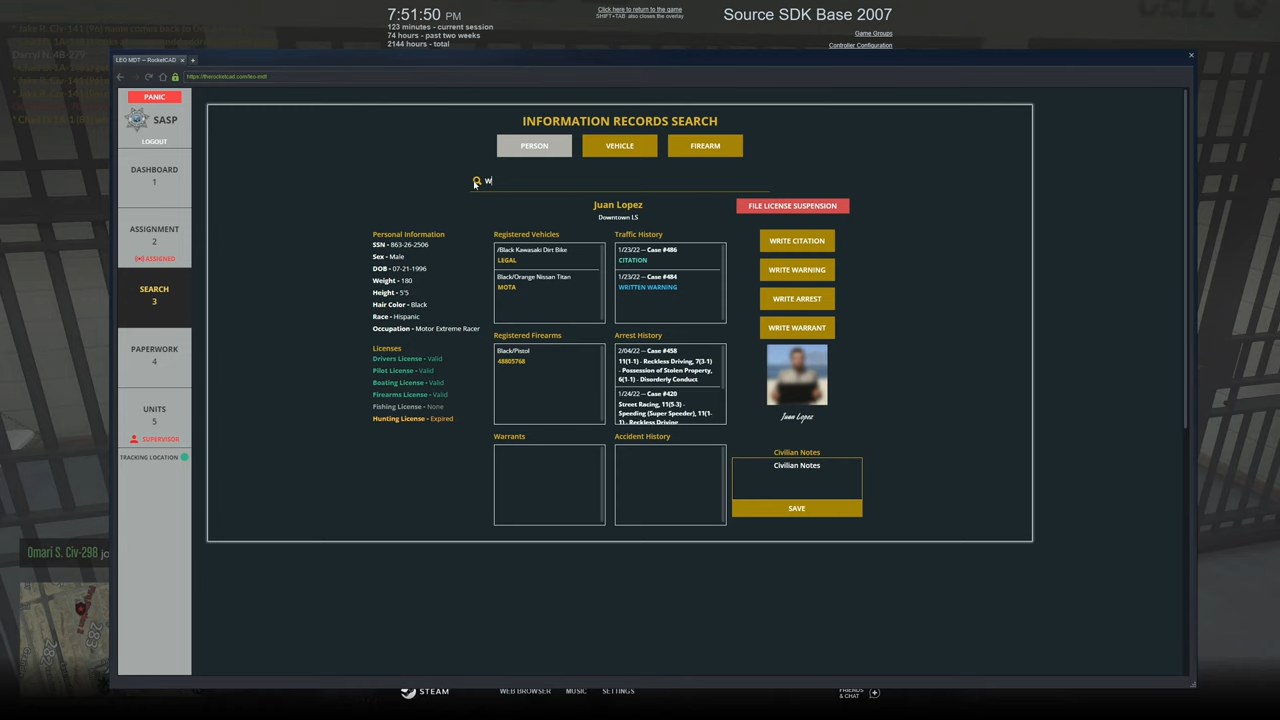 7:51:50 PM
123 minutes - current session
74 hours - past two weeks
2144 hours - total
Click here to return to the game
SHIFT+TAB also closes the overlay
Source SDK Base 2007
Game Groups
Controller Configuration
LEO MDT — RocketCAD
https://therocketcad.com/leo-mdt
PANIC
SASP
LOGOUT
DASHBOARD
1
ASSIGNMENT
2
ASSIGNED
SEARCH
3
PAPERWORK
4
UNITS
5
SUPERVISOR
TRACKING LOCATION
INFORMATION RECORDS SEARCH
PERSON
VEHICLE
FIREARM
W
Juan Lopez
Downtown LS
FILE LICENSE SUSPENSION
Personal Information
SSN - 863-26-2506
Sex - Male
DOB - 07-21-1996
Weight - 180
Height - 5'5
Hair Color - Black
Race - Hispanic
Occupation - Motor Extreme Racer
Licenses
Drivers License - Valid
Pilot License - Valid
Boating License - Valid
Firearms License - Valid
Fishing License - None
Hunting License - Expired
Registered Vehicles
/Black Kawasaki Dirt Bike
LEGAL
Black/Orange Nissan Titan
MOTA
Traffic History
1/23/22 — Case #486
CITATION
1/23/22 — Case #484
WRITTEN WARNING
Registered Firearms
Black/Pistol
48805768
Arrest History
2/04/22 — Case #458
11(1-1) - Reckless Driving, 7(3-1)
- Possession of Stolen Property,
6(1-1) - Disorderly Conduct
1/24/22 — Case #420
Street Racing, 11(5-3) -
Speeding (Super Speeder), 11(1-
1) - Reckless Driving
Warrants
Accident History
WRITE CITATION
WRITE WARNING
WRITE ARREST
WRITE WARRANT
Juan Lopez
Civilian Notes
Civilian Notes
SAVE
Omari S. Civ-298 jo
282
283
STEAM
WEB BROWSER
MUSIC
SETTINGS
FRIENDS
& CHAT